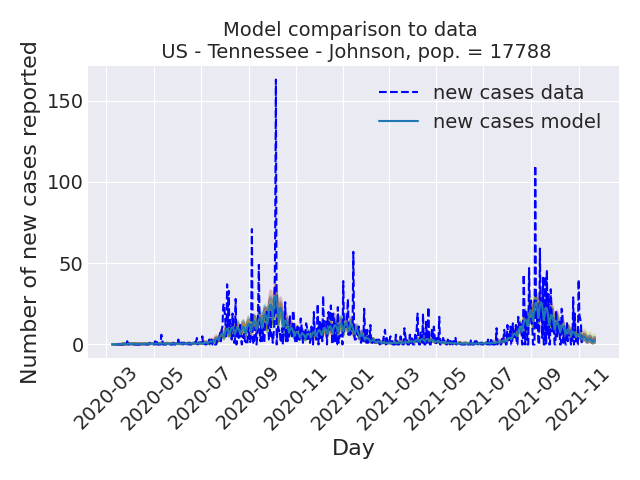 Model comparison to data
US - Tennessee - Johnson, pop. = 17788
Number of new cases reported
150
100
50
0
new cases data
new cases model
2020-03
2020-05
2020-07
2020-09
2020-11
2021-01
2021-03
2021-05
2021-07
2021-09
2021-11
Day